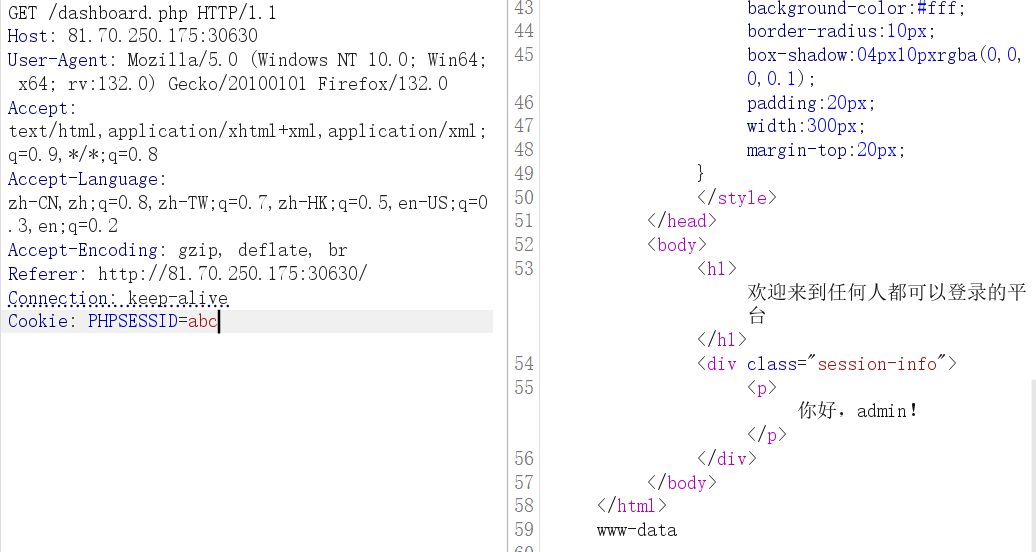 GET /dashboard.php HTTP/1.1
Host: 81.70.250.175:30630
User-Agent: Mozilla/5.0 (Windows NT 10.0; Win64;
x64; rv:132.0) Gecko/20100101 Firefox/132.0
Accept:
text/html,application/xhtml+xml,application/xml;
q=0.9,*/*;q=0.8
Accept-Language:
zh-CN,zh;q=0.8,zh-TW;q=0.7,zh-HK;q=0.5,en-US;q=0
.3,en;q=0.2
Accept-Encoding: gzip, deflate, br
Referer: http://81.70.250.175:30630/
Connection: keep-alive
Cookie: PHPSESSID=abc
43 background-color:#fff;
44 border-radius:10px;
45 box-shadow:04px10pxrgba(0,0,
0,0.1);
46 padding:20px;
47 width:300px;
48 margin-top:20px;
49 }
50 </style>
51 </head>
52 <body>
53 <h1>
欢迎来到任何人都可以登录的平
台
</h1>
54 <div class="session-info">
55 <p>
你好，admin！
</p>
56 </div>
57 </body>
58 </html>
59 www-data
60